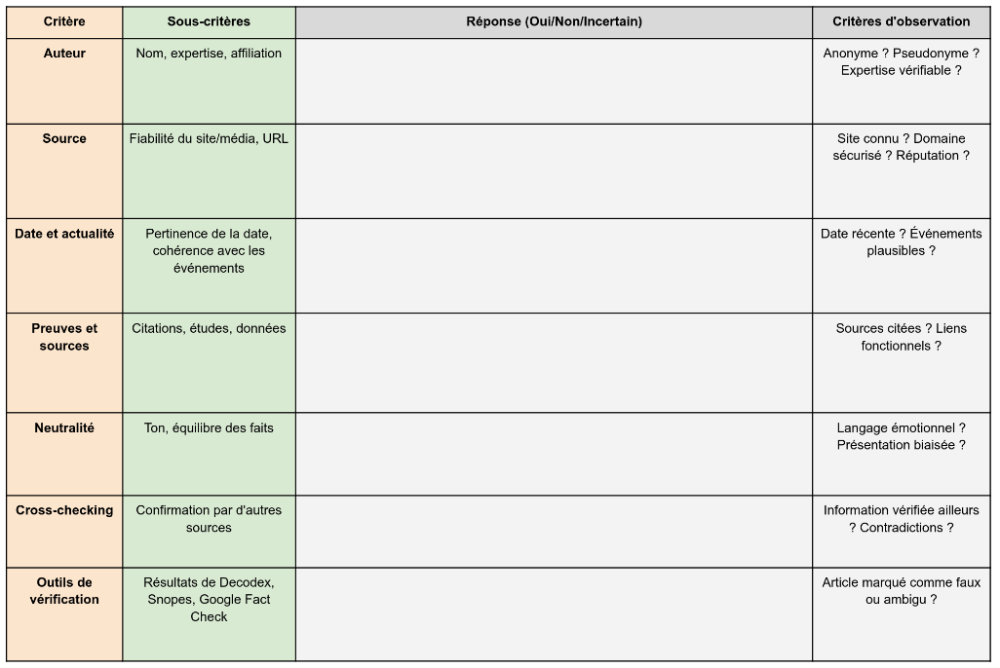 Critère
Sous-critères
Réponse (Oui/Non/Incertain)
Critères d'observation
Auteur
Nom, expertise, affiliation
Anonyme ? Pseudonyme ?
Expertise vérifiable ?
Source
Fiabilité du site/média, URL
Site connu ? Domaine
sécurisé ? Réputation ?
Date et actualité
Pertinence de la date,
cohérence avec les
événements
Date récente ? Événements
plausibles ?
Preuves et
sources
Citations, études, données
Sources citées ? Liens
fonctionnels ?
Neutralité
Ton, équilibre des faits
Langage émotionnel ?
Présentation biaisée ?
Cross-checking
Confirmation par d'autres
sources
Information vérifiée ailleurs
? Contradictions ?
Outils de
vérification
Résultats de Decodex,
Snopes, Google Fact
Check
Article marqué comme faux
ou ambigu ?